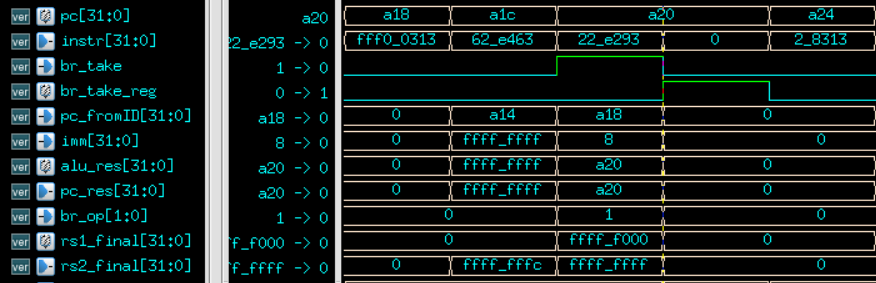 ver pc[31:0] a20 a18 a1c a20 a24
ver instr[31:0] 22_e293 -> 0 fff0_0313 62_e463 22_e293 0 2_8313
ver br_take 1 -> 0
ver br_take_reg 0 -> 1
ver pc_fromID[31:0] a18 -> 0 0 a14 a18 0
ver imm[31:0] 8 -> 0 0 ffff_ffff 8 0
ver alu_res[31:0] a20 -> 0 0 ffff_ffff a20 0
ver pc_res[31:0] a20 -> 0 0 ffff_ffff a20 0
ver br_op[1:0] 1 -> 0 0 1 0
ver rs1_final[31:0] ff_f000 -> 0 0 ffff_f000 0
ver rs2_final[31:0] ff_ffff -> 0 0 ffff_fffc ffff_ffff 0